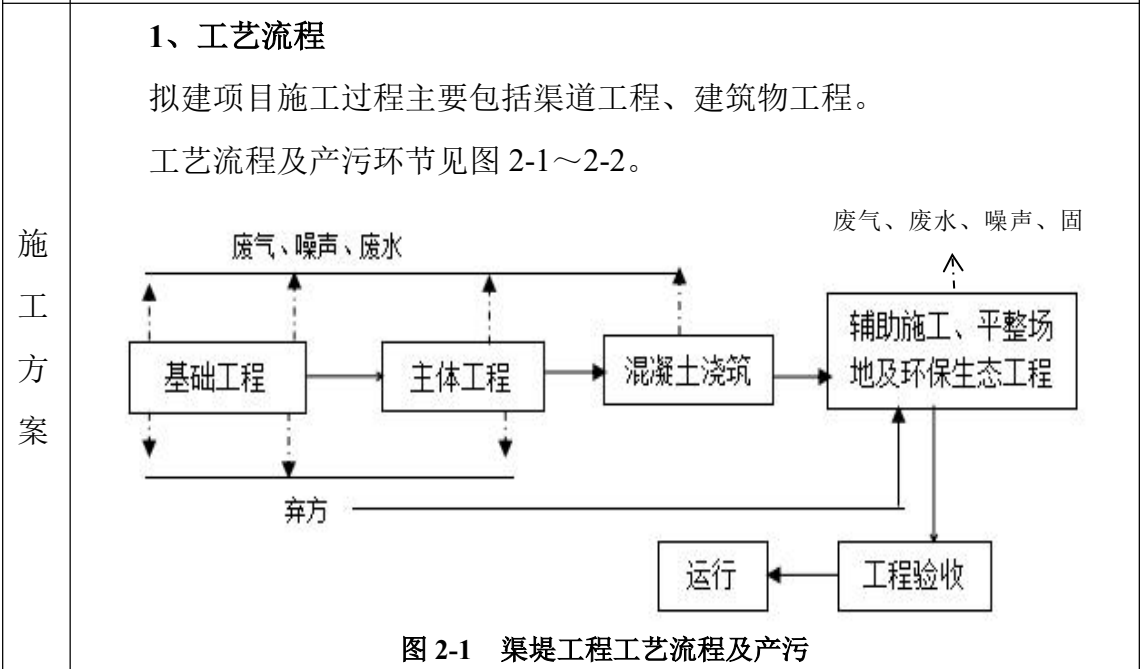 施工方案
1、工艺流程
拟建项目施工过程主要包括渠道工程、建筑物工程。
工艺流程及产污环节见图 2-1～2-2。
废气、噪声、废水
废气、废水、噪声、固
基础工程
主体工程
混凝土浇筑
辅助施工、平整场
地及环保生态工程
弃方
运行
工程验收
图 2-1 渠堤工程工艺流程及产污